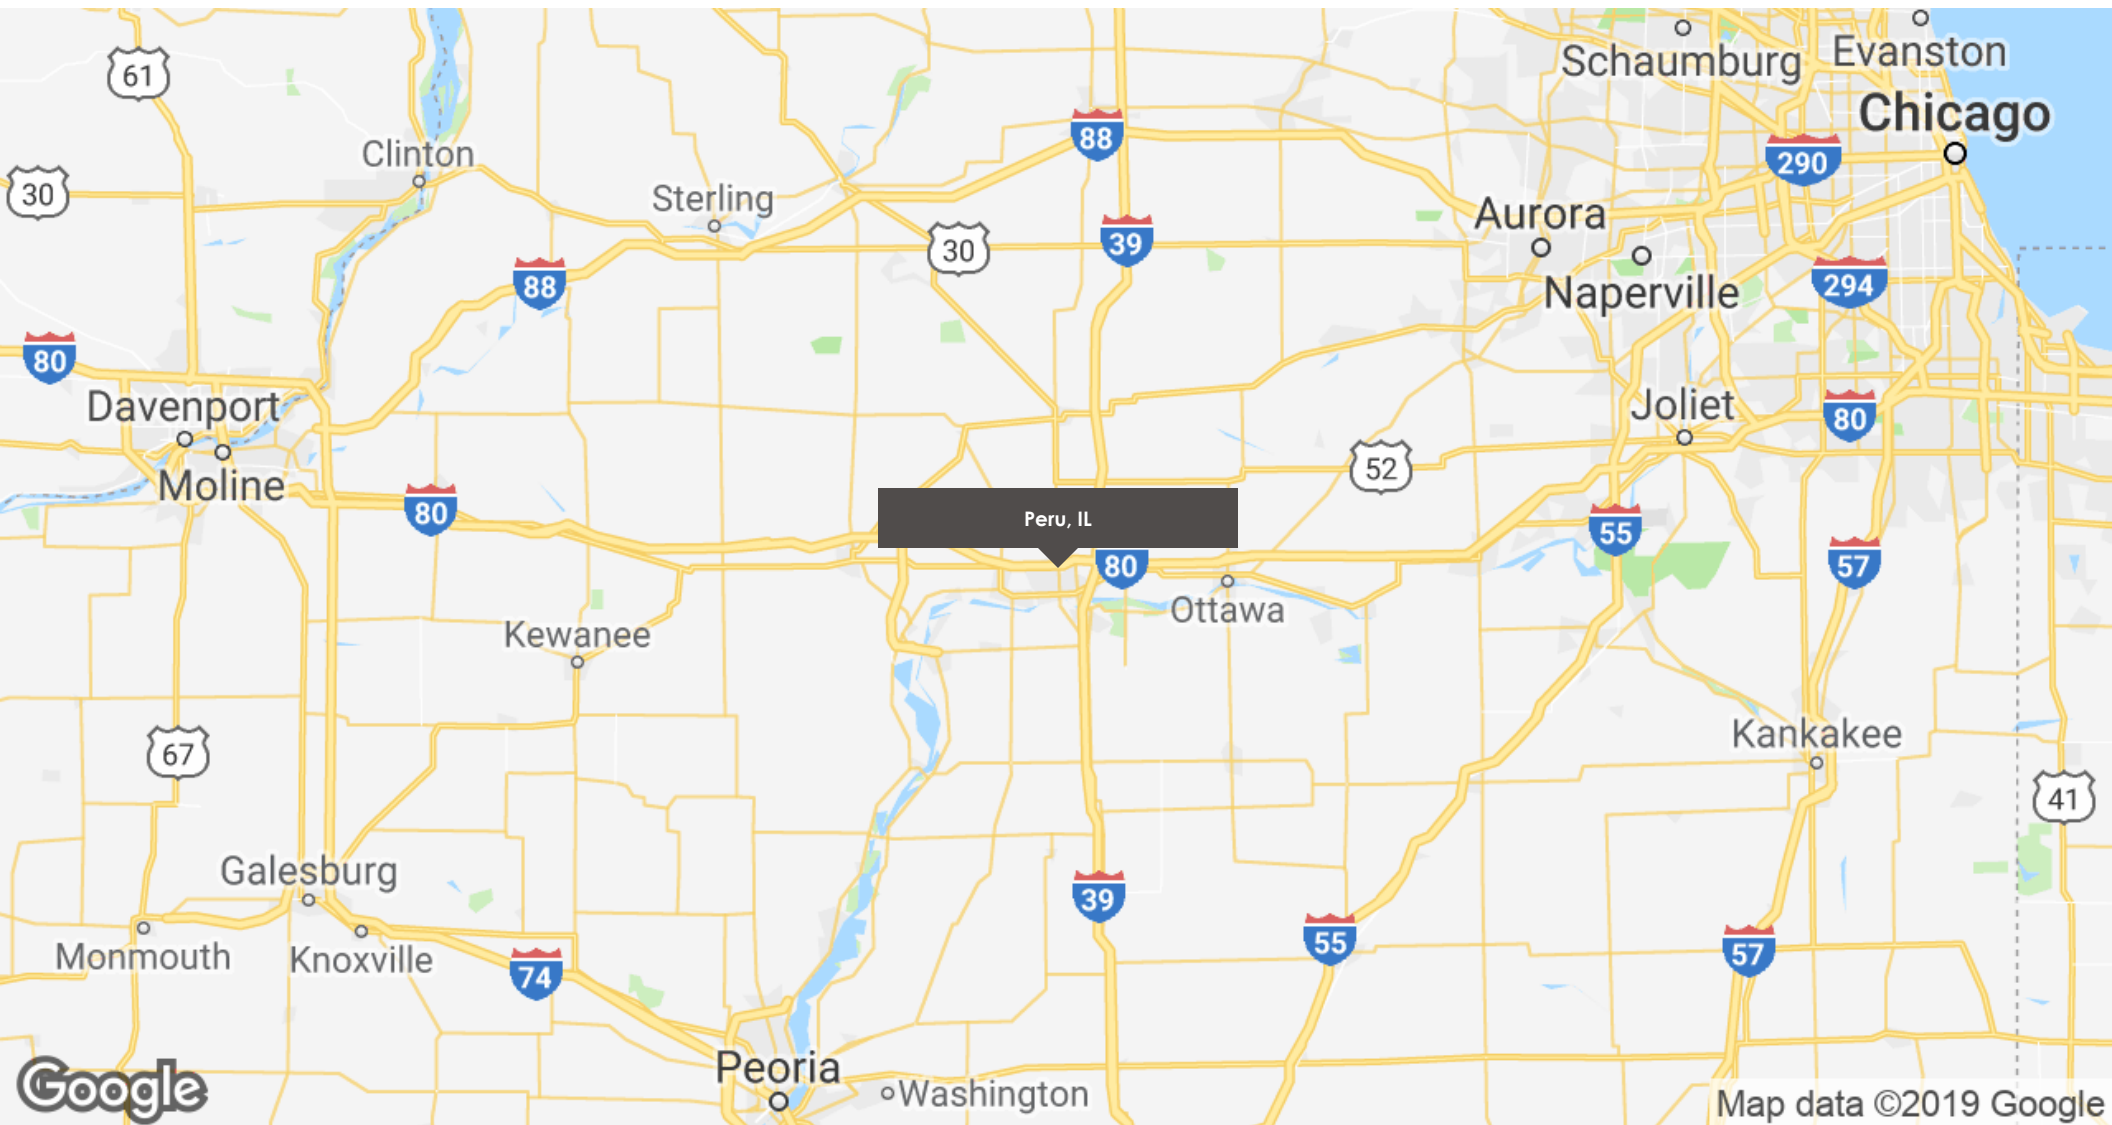 Schaumburg
Evanston
61
Chicago
88
Clinton
290
30
Sterling
Aurora
30
39
88
Naperville
294
80
Davenport
Joliet
80
52
Moline
80
Peru, IL
55
80
57
Ottawa
Kewanee
Kankakee
67
41
Galesburg
39
Monmouth
Knoxville
55
57
74
Peoria
Google
Washington
Map data ©2019 Google